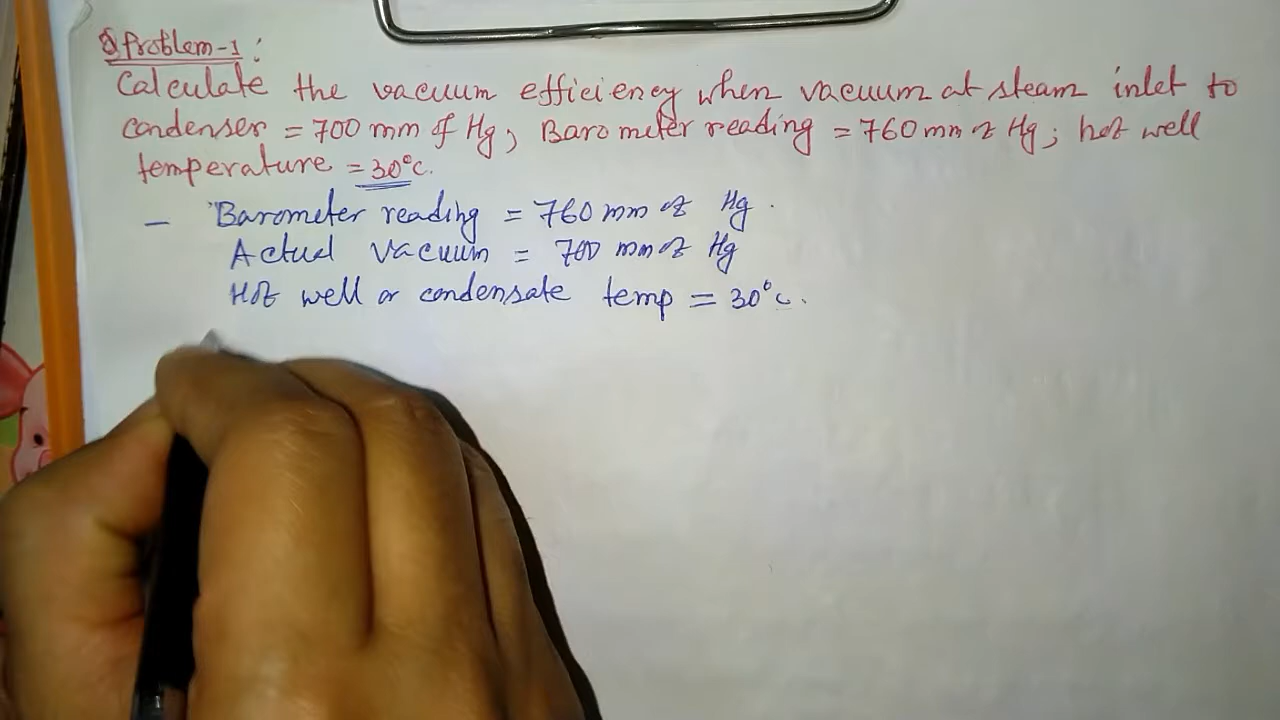 Problem-1:
Calculate the vacuum efficiency when vacuum at steam inlet to
condenser = 700 mm of Hg, Barometer reading = 760 mm of Hg; hot well
temperature = 30°C.
- Barometer reading = 760 mm of Hg.
Actual vacuum = 700 mm of Hg
Hot well or condensate temp = 30°C.